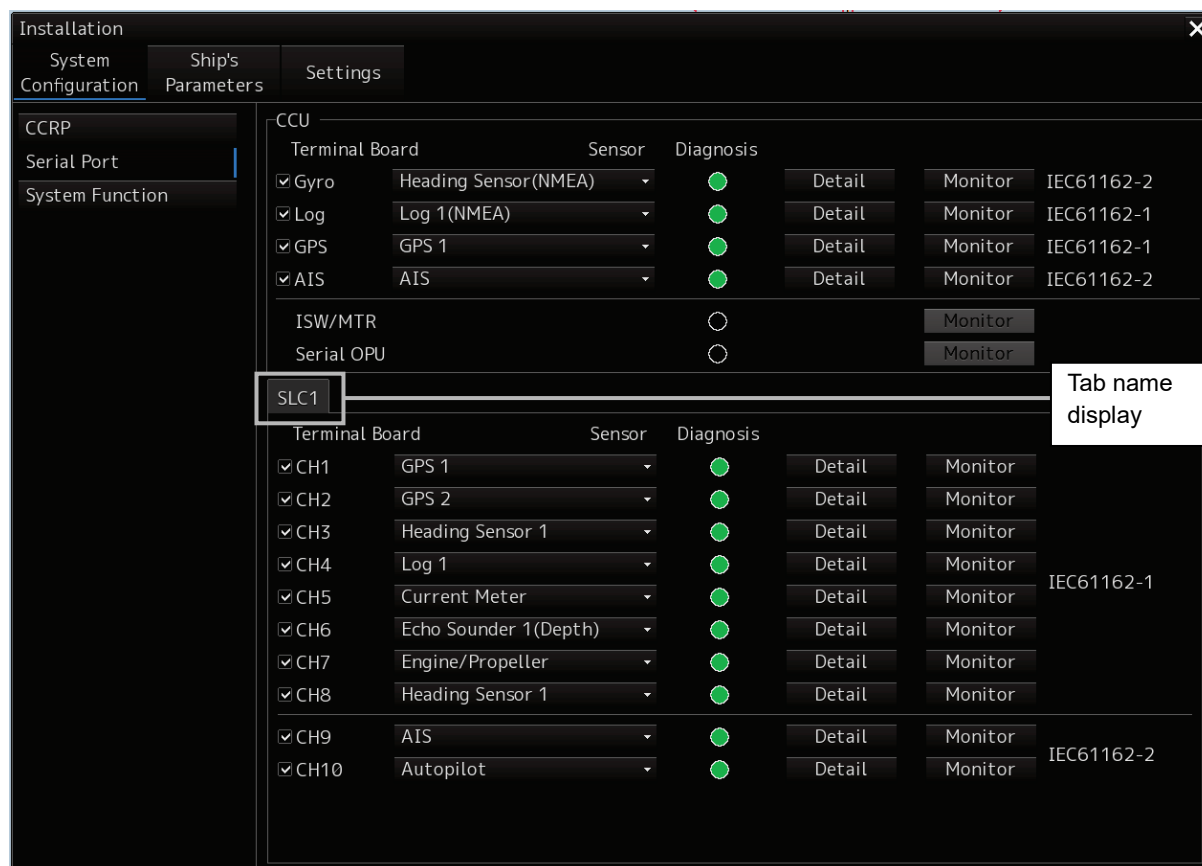 Installation
System Configuration
Ship's Parameters
Settings
CCRP
Serial Port
System Function
CCU
Terminal Board Sensor Diagnosis
Gyro Heading Sensor(NMEA) Detail Monitor IEC61162-2
Log Log 1(NMEA) Detail Monitor IEC61162-1
GPS GPS 1 Detail Monitor IEC61162-1
AIS AIS Detail Monitor IEC61162-2
ISW/MTR Monitor
Serial OPU Monitor
SLC1
Tab name
display
Terminal Board Sensor Diagnosis
CH1 GPS 1 Detail Monitor
CH2 GPS 2 Detail Monitor
CH3 Heading Sensor 1 Detail Monitor
CH4 Log 1 Detail Monitor
IEC61162-1
CH5 Current Meter Detail Monitor
CH6 Echo Sounder 1(Depth) Detail Monitor
CH7 Engine/Propeller Detail Monitor
CH8 Heading Sensor 1 Detail Monitor
CH9 AIS Detail Monitor
IEC61162-2
CH10 Autopilot Detail Monitor